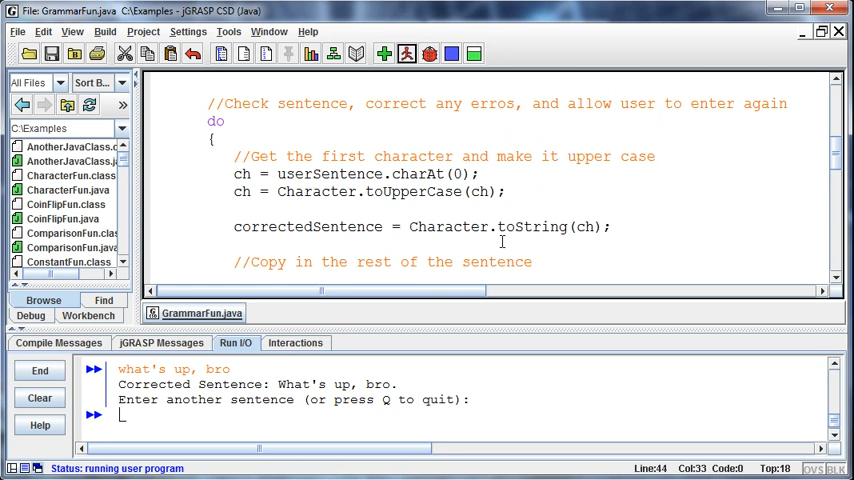 File: GrammarFun.java C:\Examples - jGRASP CSD (Java)
File Edit View Build Project Settings Tools Window Help
All Files Sort B...
C:\Examples
AnotherJavaClass.c
AnotherJavaClass.ja
CharacterFun.class
CharacterFun.java
CoinFlipFun.class
CoinFlipFun.java
ComparisonFun.class
ComparisonFun.java
ConstantFun.class
Browse Find
Debug Workbench
//Check sentence, correct any erros, and allow user to enter again
do
{
//Get the first character and make it upper case
ch = userSentence.charAt(0);
ch = Character.toUpperCase(ch);
correctedSentence = Character.toString(ch);
//Copy in the rest of the sentence
GrammarFun.java
Compile Messages jGRASP Messages Run I/O Interactions
End
Clear
Help
what's up, bro
Corrected Sentence: What's up, bro.
Enter another sentence (or press Q to quit):
Status: running user program Line:44 Col:33 Code:0 Top:18 OVS BLK